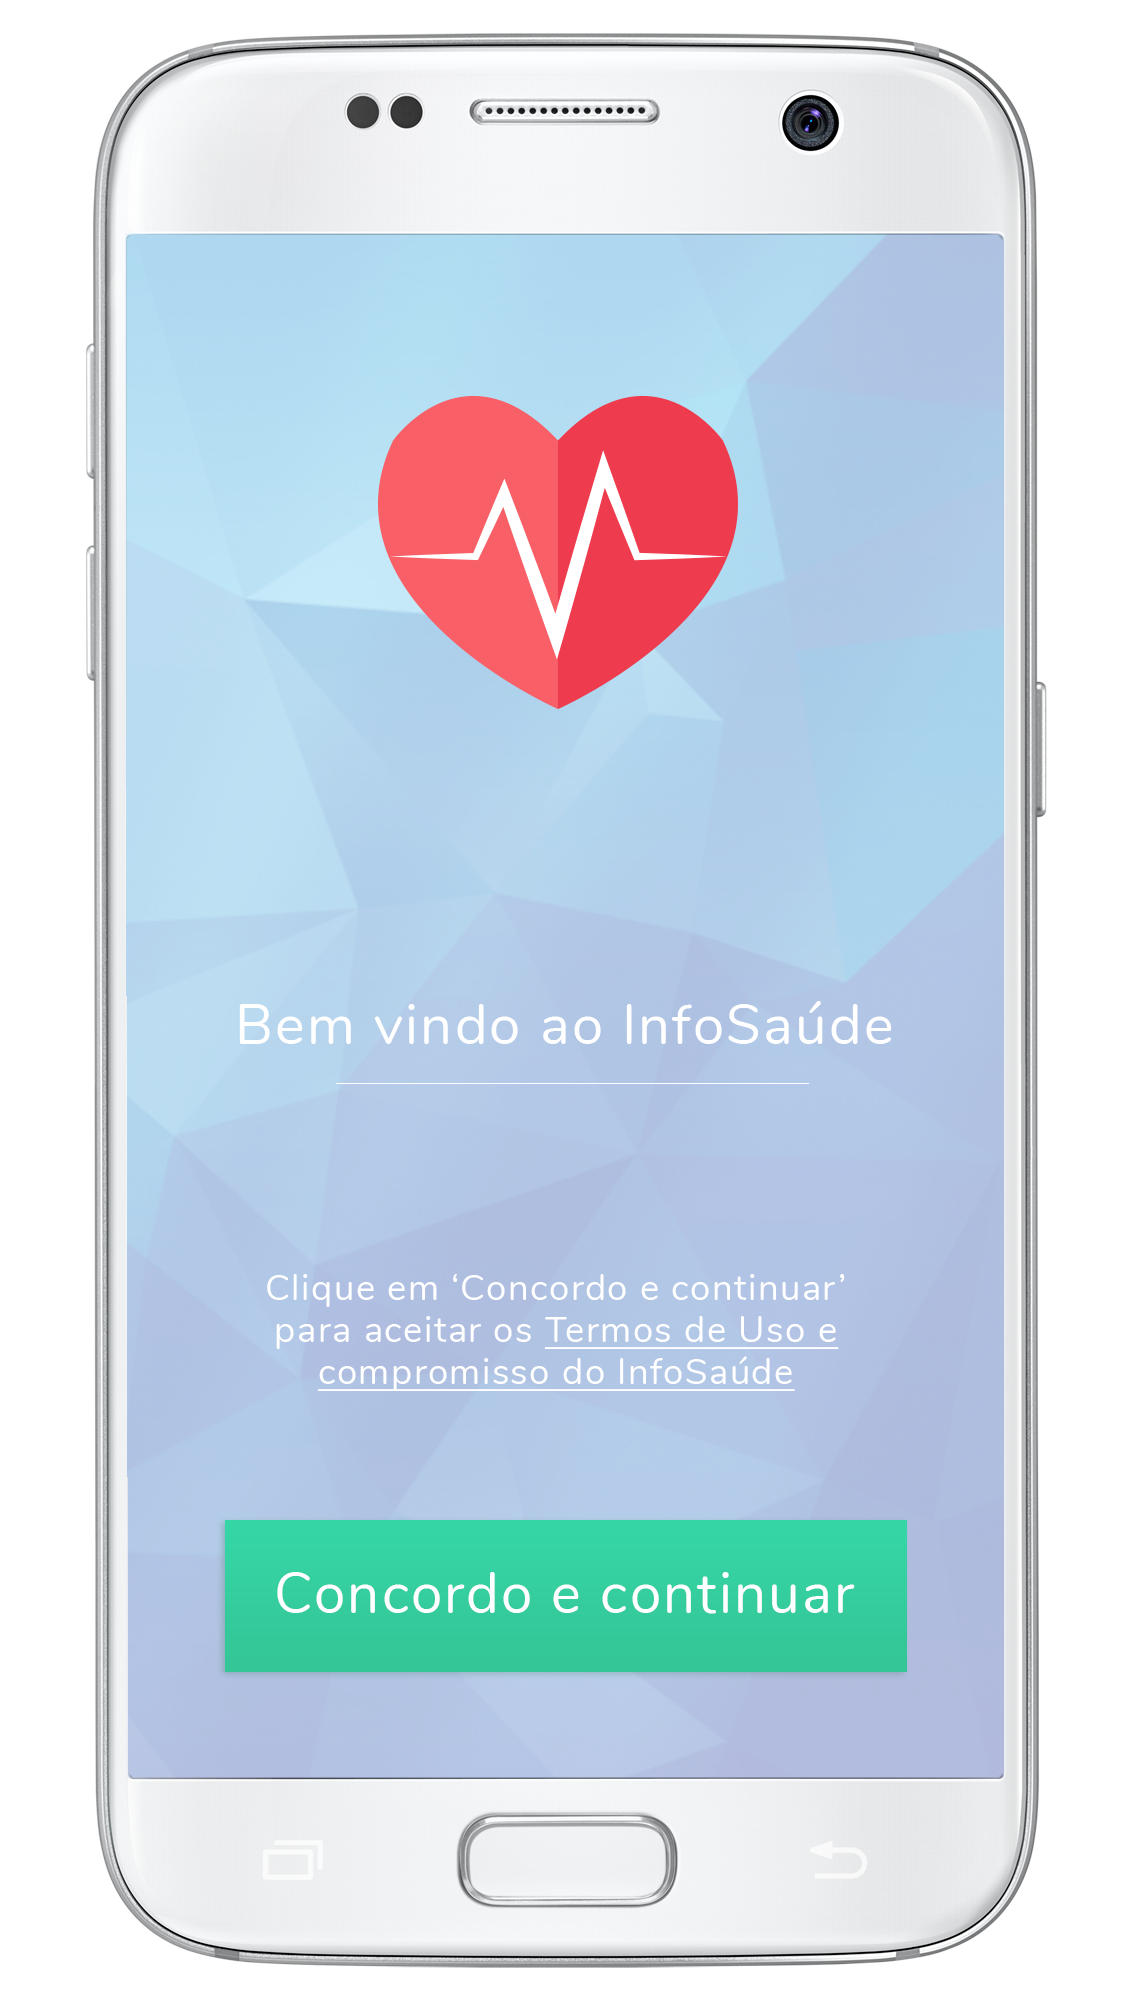 Bem vindo ao InfoSaúde
Clique em ‘Concordo e continuar’
para aceitar os Termos de Uso e
compromisso do InfoSaúde
Concordo e continuar